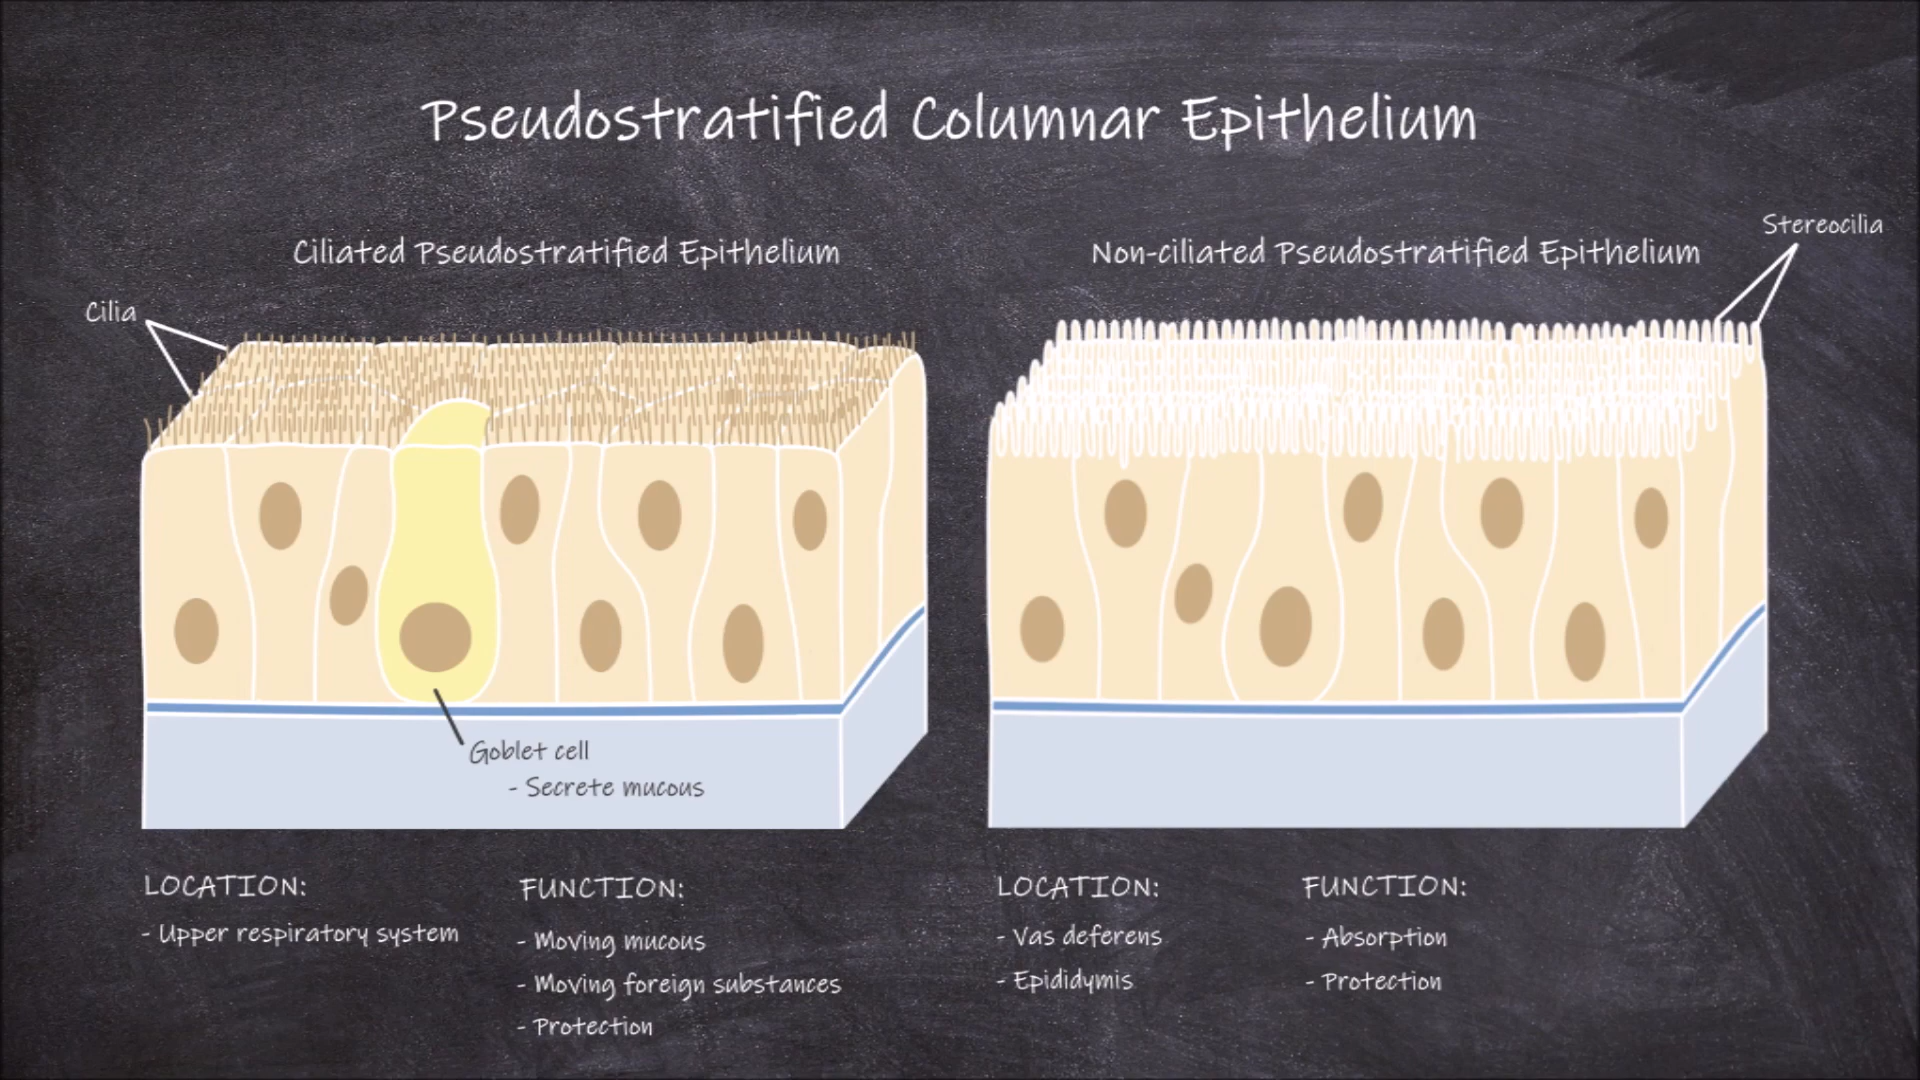 Pseudostratified Columnar Epithelium
Ciliated Pseudostratified Epithelium
Cilia
Goblet cell
- Secrete mucous
LOCATION:
- Upper respiratory system
FUNCTION:
- Moving mucous
- Moving foreign substances
- Protection
Non-ciliated Pseudostratified Epithelium
Stereocilia
LOCATION:
- Vas deferens
- Epididymis
FUNCTION:
- Absorption
- Protection